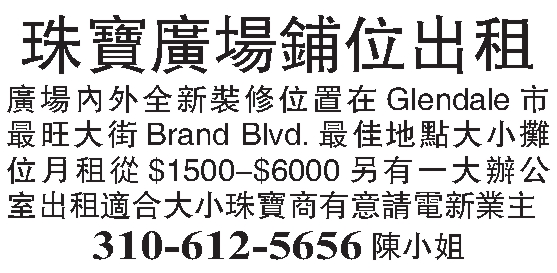 珠寶廣場鋪位出租
廣場內外全新裝修位置在 Glendale 市
最旺大街 Brand Blvd. 最佳地點大小攤
位月租從 $1500–$6000 另有一大辦公
室出租適合大小珠寶商有意請電新業主
310-612-5656 陳小姐